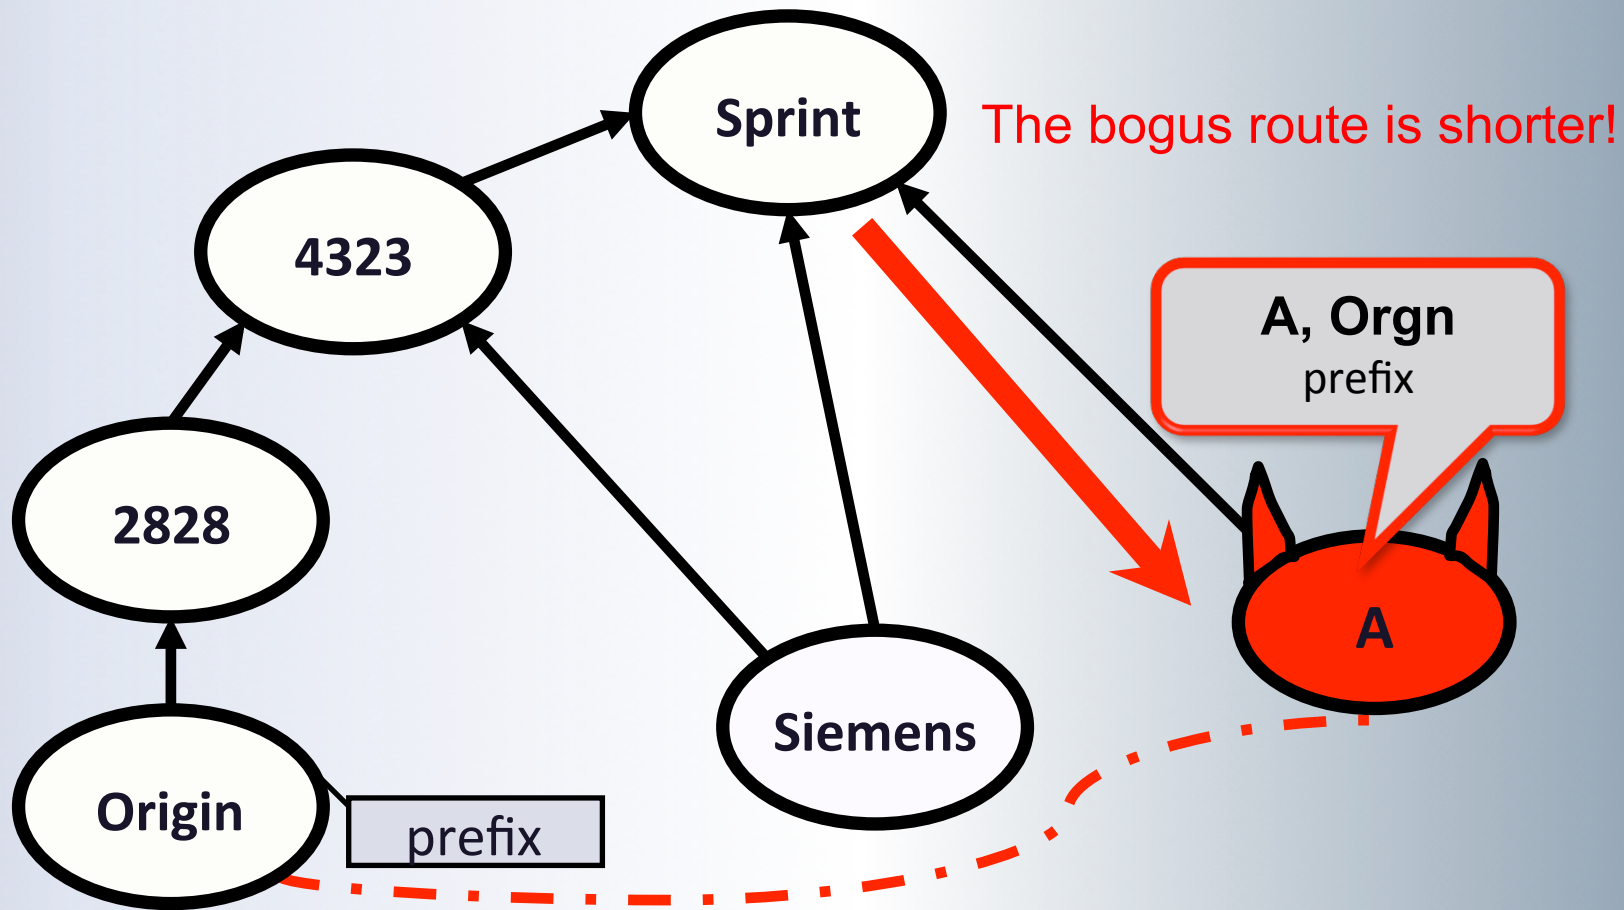 Sprint
The bogus route is shorter!
4323
A, Orgn
prefix
2828
A
Siemens
Origin
prefix